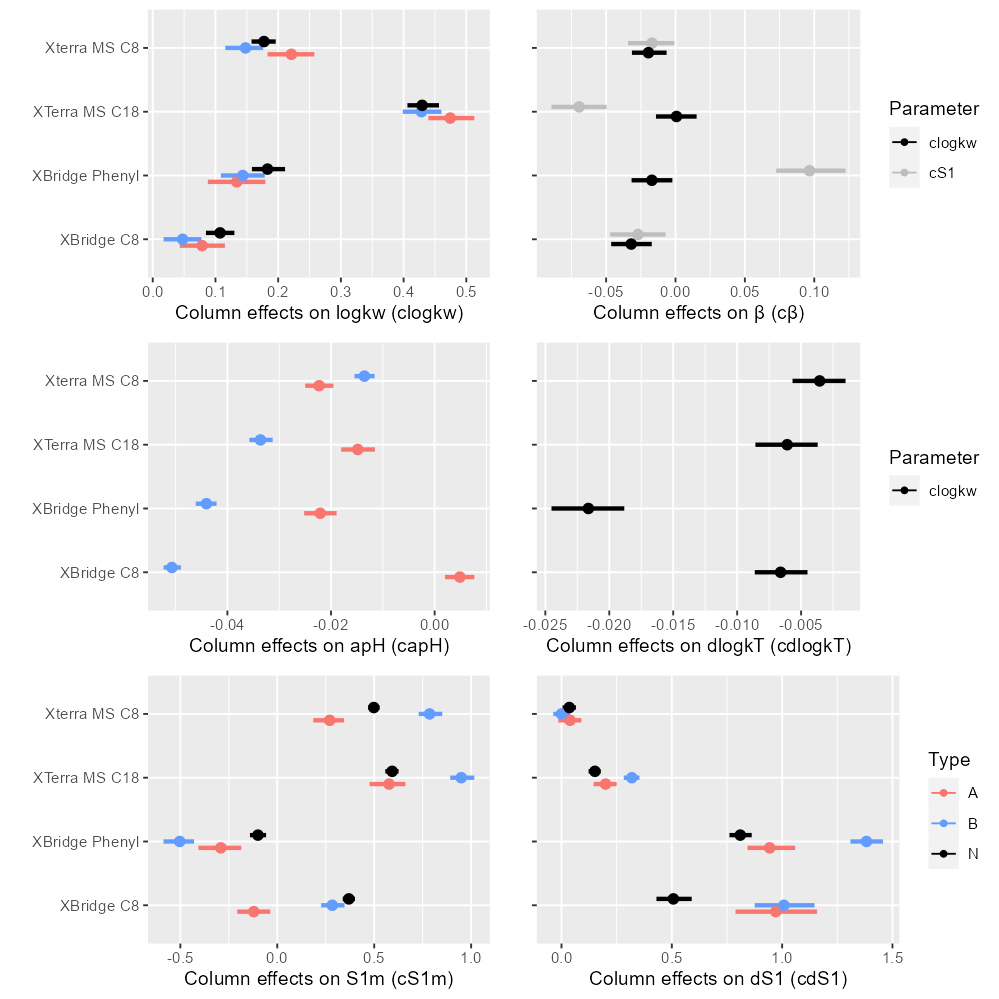 Xterra MS C8
XTerra MS C18
XBridge Phenyl
XBridge C8
0.0 0.1 0.2 0.3 0.4 0.5
Column effects on logkw (clogkw)
-0.05 0.00 0.05 0.10
Column effects on β (cβ)
Parameter
clogkw
cS1
Xterra MS C8
XTerra MS C18
XBridge Phenyl
XBridge C8
-0.04 -0.02 0.00
Column effects on apH (capH)
-0.025 -0.020 -0.015 -0.010 -0.005
Column effects on dlogkT (cdlogkT)
Parameter
clogkw
Xterra MS C8
XTerra MS C18
XBridge Phenyl
XBridge C8
-0.5 0.0 0.5 1.0
Column effects on S1m (cS1m)
0.0 0.5 1.0 1.5
Column effects on dS1 (cdS1)
Type
A
B
N